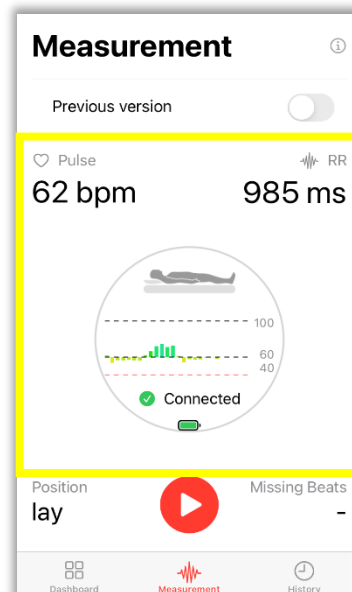 Measurement
Previous version
Pulse RR
62 bpm 985 ms
100
60
40
Connected
Position Missing Beats
lay -
Dashboard Measurement History